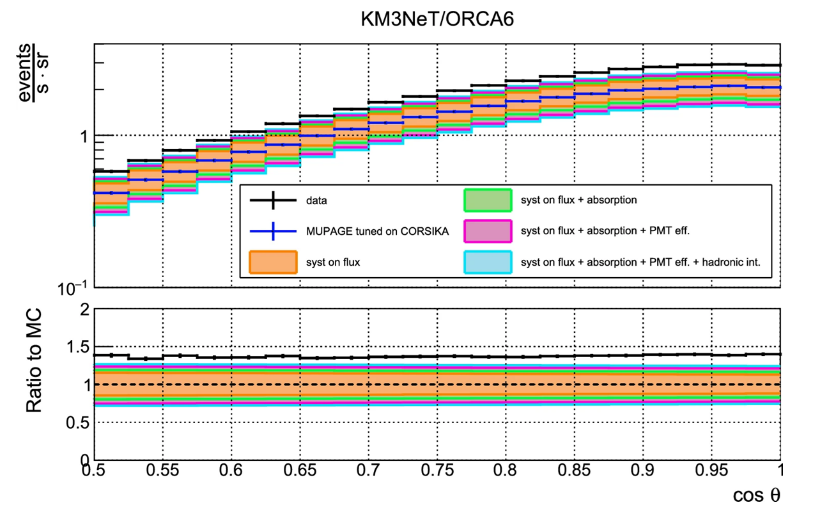 KM3NeT/ORCA6
events
s · sr
1
10⁻¹
data
MUPAGE tuned on CORSIKA
syst on flux
syst on flux + absorption
syst on flux + absorption + PMT eff.
syst on flux + absorption + PMT eff. + hadronic int.
Ratio to MC
2
1.5
1
0.5
0
0.5 0.55 0.6 0.65 0.7 0.75 0.8 0.85 0.9 0.95 1
cos θ